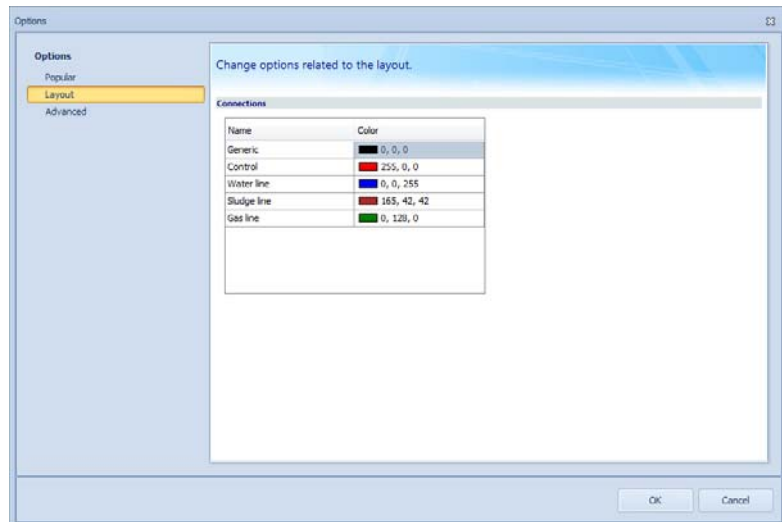 Options
Options
Popular
Layout
Advanced
Change options related to the layout.
Connections
Name Color
Generic 0, 0, 0
Control 255, 0, 0
Water line 0, 0, 255
Sludge line 165, 42, 42
Gas line 0, 128, 0
OK Cancel